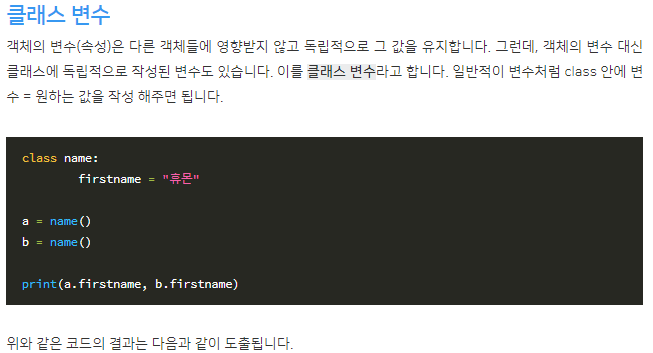 클래스 변수
객체의 변수(속성)은 다른 객체들에 영향받지 않고 독립적으로 그 값을 유지합니다. 그런데, 객체의 변수 대신
클래스에 독립적으로 작성된 변수도 있습니다. 이를 클래스 변수라고 합니다. 일반적이 변수처럼 class 안에 변
수 = 원하는 값을 작성 해주면 됩니다.
class name:
        firstname = "휴몬"
a = name()
b = name()
print(a.firstname, b.firstname)
위와 같은 코드의 결과는 다음과 같이 도출됩니다.